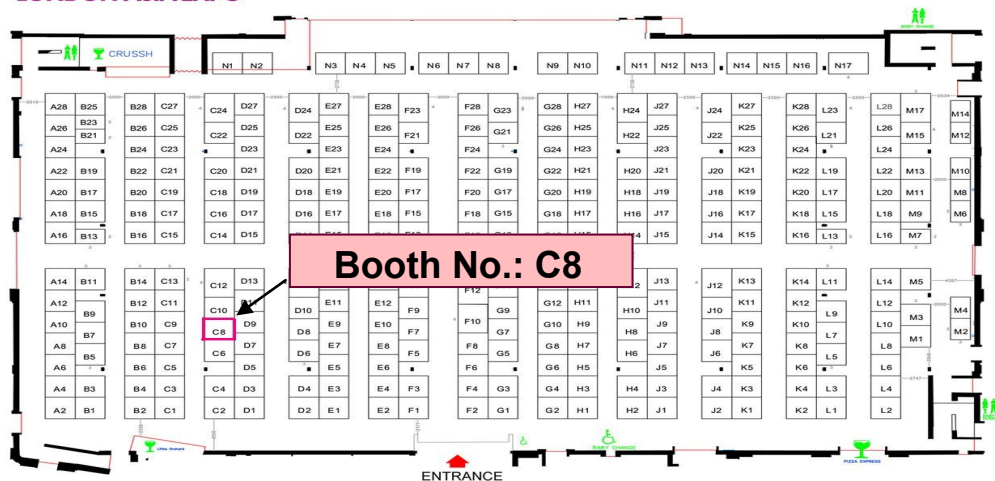 CRUSSH
N1 N2 N3 N4 N5 N6 N7 N8 N9 N10 N11 N12 N13 N14 N15 N16 N17
A28 B25 B28 C27 C24 D27 D24 E27 E28 F23 F28 G23 G28 H27 H24 J27 J24 K27 K28 L23 L28 M17 M14
A26 B23 B21 B26 C25 C22 D25 D22 E25 E26 F21 F26 G21 G26 H25 H22 J25 J22 K25 K26 L21 L26 M15 M12
A24 B24 C23 D23 E23 E24 F24 G24 H23 J23 K23 K24 L24
A22 B19 B22 C21 C20 D21 D20 E21 E22 F19 F22 G19 G22 H21 H20 J21 J20 K21 K22 L19 L22 M13 M10
A20 B17 B20 C19 C18 D19 D18 E19 E20 F17 F20 G17 G20 H19 H18 J19 J18 K19 K20 L17 L20 M11 M8
A18 B15 B18 C17 C16 D17 D16 E17 E18 F15 F18 G15 G18 H17 H16 J17 J16 K17 K18 L15 L18 M9 M6
A16 B13 B16 C15 C14 D15 J15 J14 K15 K16 L13 L16 M7
Booth No.: C8
A14 B11 B14 C13 C12 D13 J13 J12 K13 K14 L11 L14 M5
A12 B9 B12 C11 C10 D10 E11 E12 F9 F12 G9 G12 H11 H10 J11 J10 K11 K12 L9 L12 M3 M4
A10 B7 B10 C9 C8 D9 D8 E9 E10 F10 G7 G10 H9 H8 J9 J8 K9 K10 L7 L10 M1 M2
A8 B5 B8 C7 C6 D7 D6 E7 E8 F5 F8 G5 G8 H7 H6 J7 J6 K7 K8 L5 L8
A6 B6 C5 D5 E5 E6 F6 G6 H5 J5 K5 K6 L6
A4 B3 B4 C3 C4 D3 D4 E3 E4 F3 F4 G3 G4 H3 H4 J3 J4 K3 K4 L3 L4
A2 B1 B2 C1 C2 D1 D2 E1 E2 F1 F2 G1 G2 H1 H2 J1 J2 K1 K2 L1 L2
BABY CHANGE
PIZZA EXPRESS
ENTRANCE